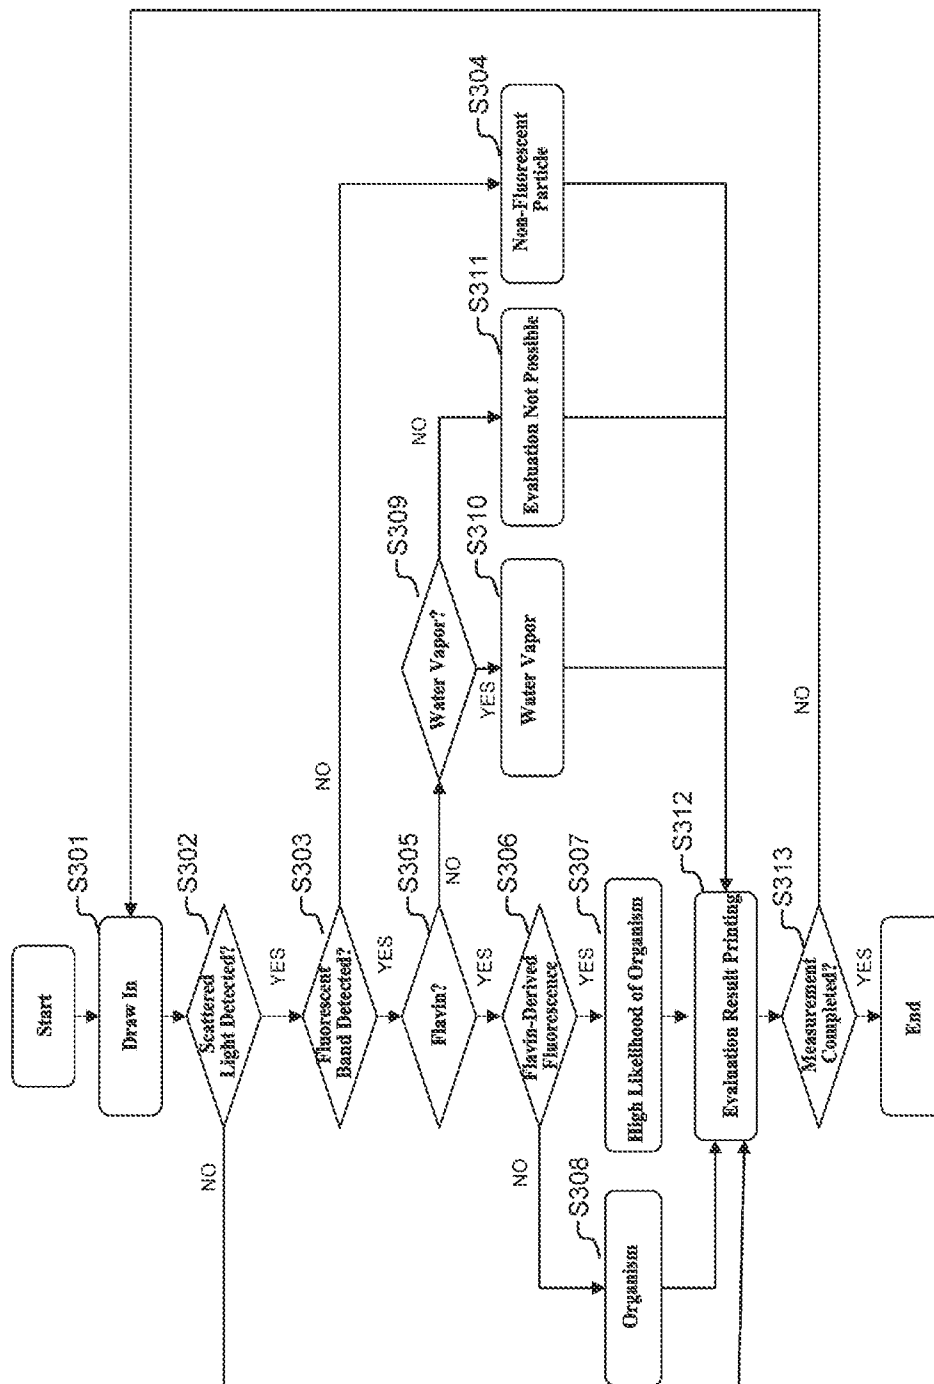 Start
S301
Draw In
S302
Scattered
Light Detected?
NO
YES
S303
Fluorescent
Band Detected?
NO
YES
S305
Flavin?
NO
YES
S306
Flavin-Derived
Fluorescence
NO
YES
S307
High Likelihood of Organism
S308
Organism
S309
Water Vapor?
NO
YES
S310
Water Vapor
S311
Evaluation Not Possible
S304
Non-Fluorescent
Particle
S312
Evaluation Result Printing
S313
Measurement
Completed?
NO
YES
End